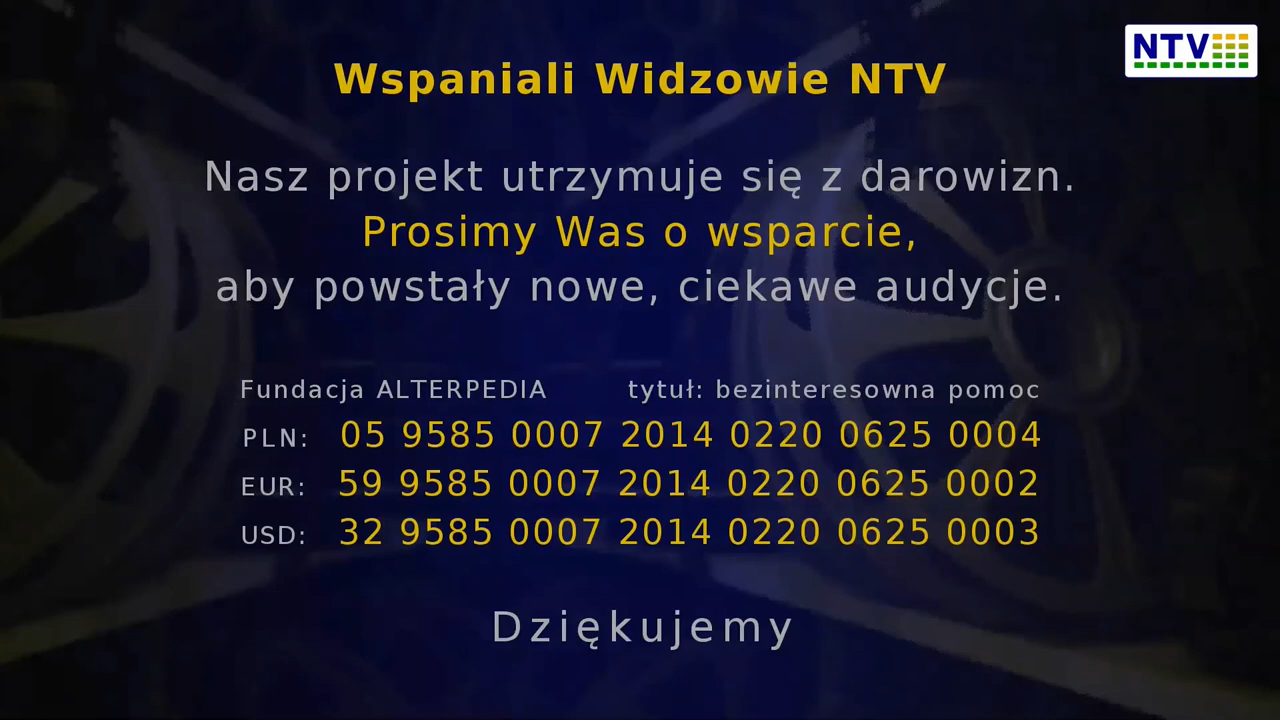 NTV
Wspaniali Widzowie NTV
Nasz projekt utrzymuje się z darowizn.
Prosimy Was o wsparcie,
aby powstały nowe, ciekawe audycje.
Fundacja ALTERPEDIA tytuł: bezinteresowna pomoc
PLN: 05 9585 0007 2014 0220 0625 0004
EUR: 59 9585 0007 2014 0220 0625 0002
USD: 32 9585 0007 2014 0220 0625 0003
Dziękujemy